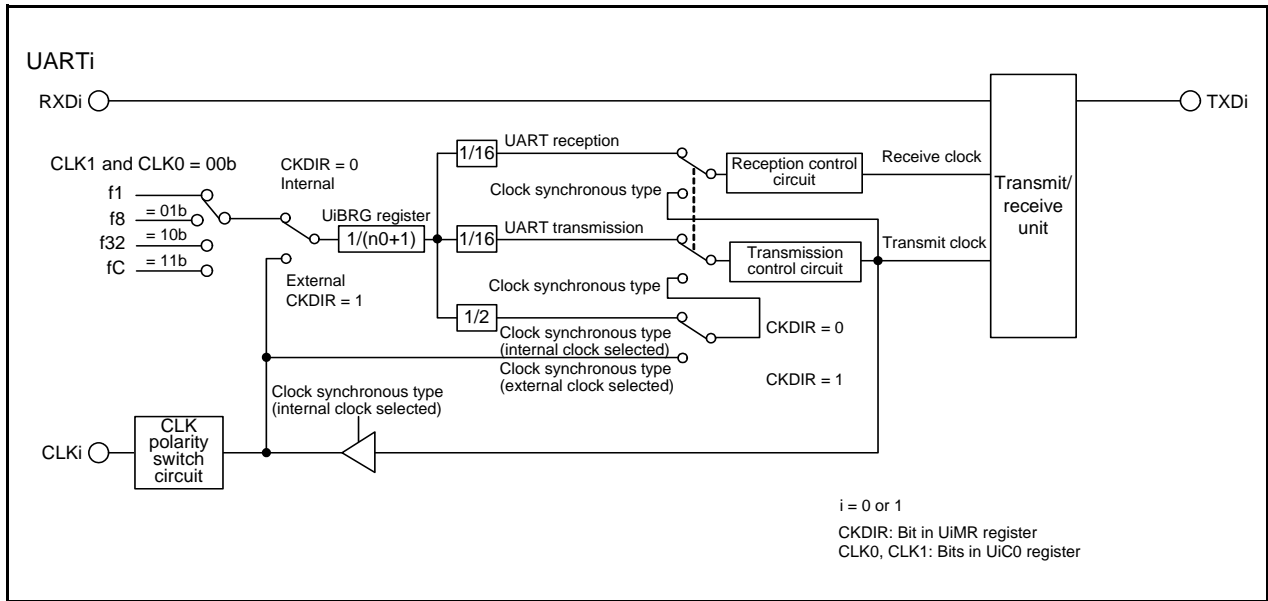 UARTi
RXDi
TXDi
CLK1 and CLK0 = 00b
f1
f8
= 01b
f32
= 10b
fC
= 11b
CKDIR = 0
Internal
UiBRG register
1/(n0+1)
External
CKDIR = 1
1/16
UART reception
Clock synchronous type
1/16
UART transmission
Clock synchronous type
1/2
Clock synchronous type
(internal clock selected)
Clock synchronous type
(external clock selected)
CKDIR = 0
CKDIR = 1
Reception control
circuit
Receive clock
Transmission
control circuit
Transmit clock
Transmit/
receive
unit
Clock synchronous type
(internal clock selected)
CLKi
CLK
polarity
switch
circuit
i = 0 or 1
CKDIR: Bit in UiMR register
CLK0, CLK1: Bits in UiC0 register